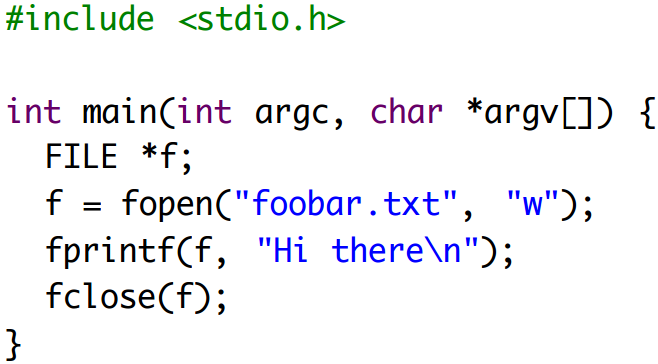 #include <stdio.h>
int main(int argc, char *argv[]) {
  FILE *f;
  f = fopen("foobar.txt", "w");
  fprintf(f, "Hi there\n");
  fclose(f);
}